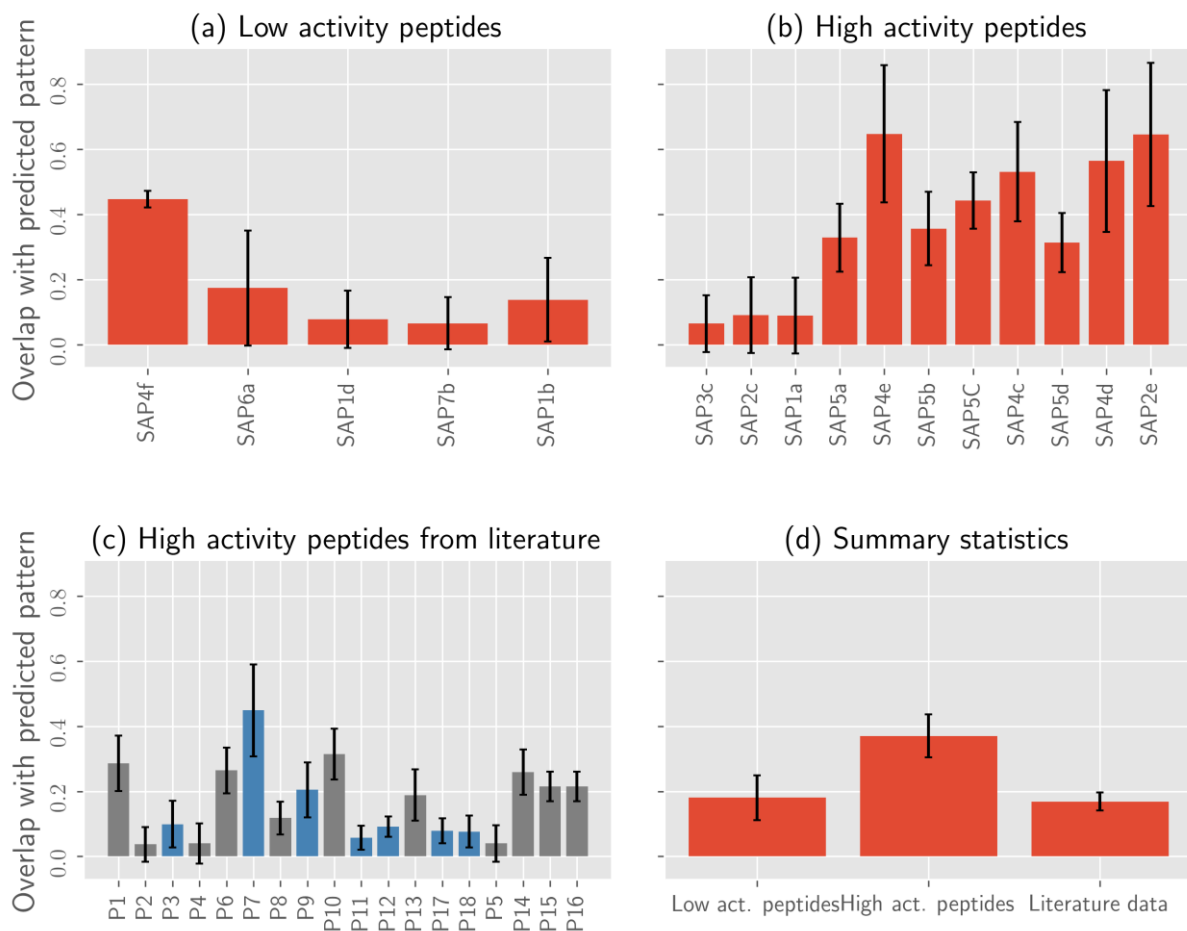 (a) Low activity peptides
Overlap with predicted pattern
0.8
0.6
0.4
0.2
0.0
SAP4f
SAP6a
SAP1d
SAP7b
SAP1b
(b) High activity peptides
SAP3c
SAP2c
SAP1a
SAP5a
SAP4e
SAP5b
SAP5C
SAP4c
SAP5d
SAP4d
SAP2e
(c) High activity peptides from literature
Overlap with predicted pattern
0.8
0.6
0.4
0.2
0.0
P1
P2
P3
P4
P6
P7
P8
P9
P10
P11
P12
P13
P17
P18
P5
P14
P15
P16
(d) Summary statistics
Low act. peptides
High act. peptides
Literature data